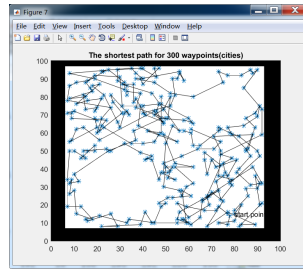 Figure 7
File Edit View Insert Tools Desktop Window Help
The shortest path for 300 waypoints(cities)
100
90
80
70
60
50
40
30
20
10
0
start poin
0 10 20 30 40 50 60 70 80 90 100